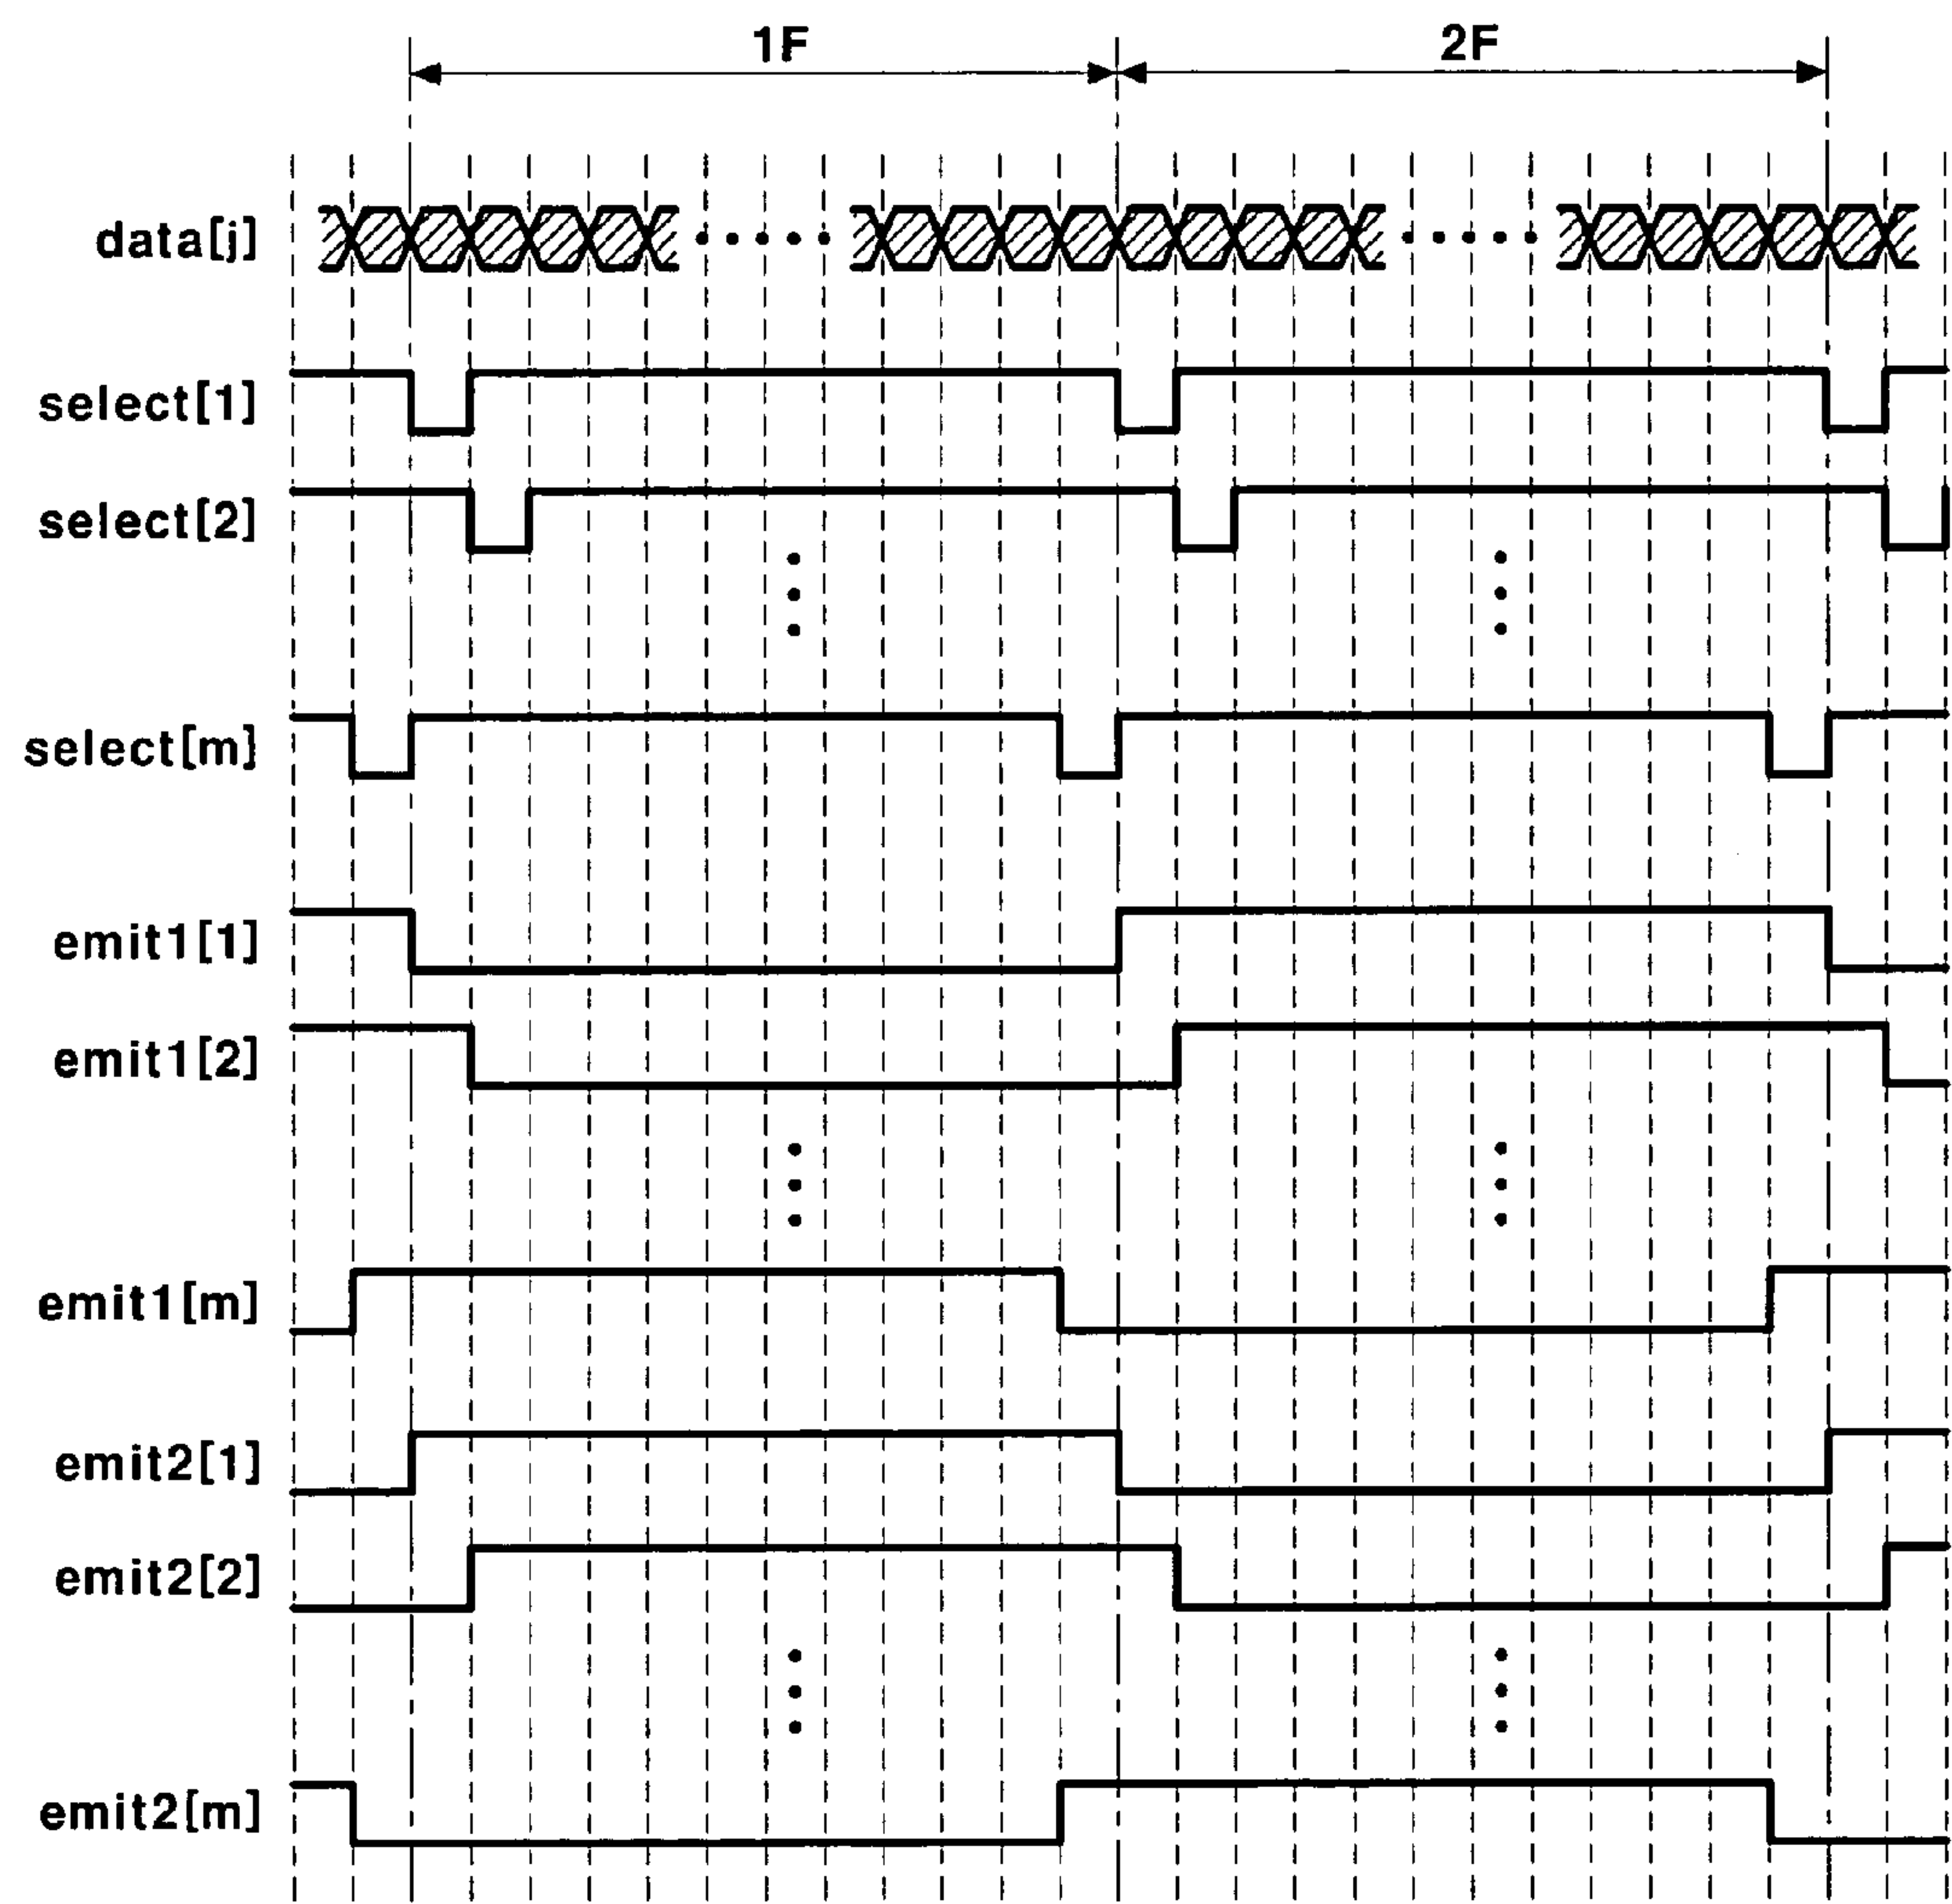 1F 2F
data[j]
select[1]
select[2]
select[m]
emit1[1]
emit1[2]
emit1[m]
emit2[1]
emit2[2]
emit2[m]